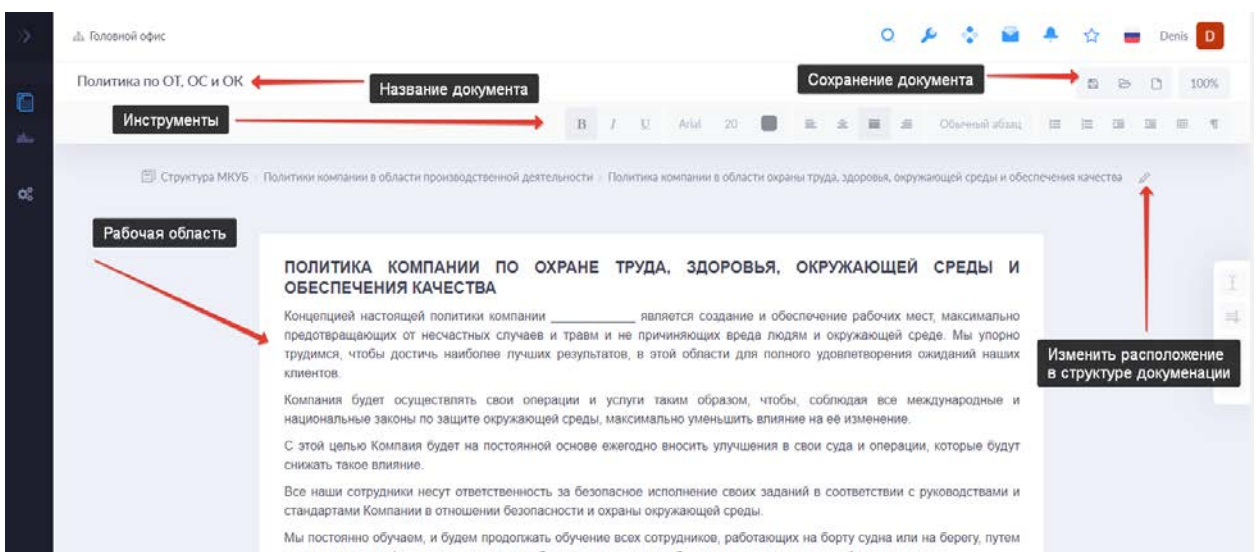 Головной офис
Denis D
Политика по ОТ, ОС и ОК
Название документа
Сохранение документа
100%
Инструменты
B I U Arial 20 Обычный абзац
Структура МКУБ Политики компании в области производственной деятельности Политика компании в области охраны труда, здоровья, окружающей среды и обеспечения качества
Рабочая область
ПОЛИТИКА КОМПАНИИ ПО ОХРАНЕ ТРУДА, ЗДОРОВЬЯ, ОКРУЖАЮЩЕЙ СРЕДЫ И
ОБЕСПЕЧЕНИЯ КАЧЕСТВА
Концепцией настоящей политики компании ____________ является создание и обеспечение рабочих мест, максимально
предотвращающих от несчастных случаев и травм и не причиняющих вреда людям и окружающей среде. Мы упорно
трудимся, чтобы достичь наиболее лучших результатов, в этой области для полного удовлетворения ожиданий наших
клиентов.
Изменить расположение
в структуре докуменации
Компания будет осуществлять свои операции и услуги таким образом, чтобы, соблюдая все международные и
национальные законы по защите окружающей среды, максимально уменьшить влияние на её изменение.
С этой целью Компаия будет на постоянной основе ежегодно вносить улучшения в свои суда и операции, которые будут
снижать такое влияние.
Все наши сотрудники несут ответственность за безопасное исполнение своих заданий в соответствии с руководствами и
стандартами Компании в отношении безопасности и охраны окружающей среды.
Мы постоянно обучаем, и будем продолжать обучение всех сотрудников, работающих на борту судна или на берегу, путем